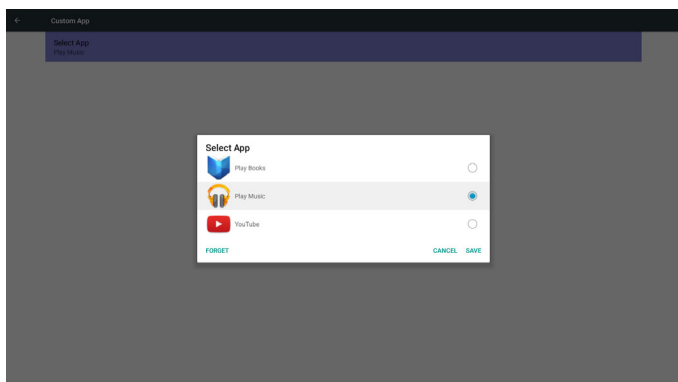 Custom App
Select App
Play Music
Select App
Play Books
Play Music
YouTube
FORGET
CANCEL SAVE